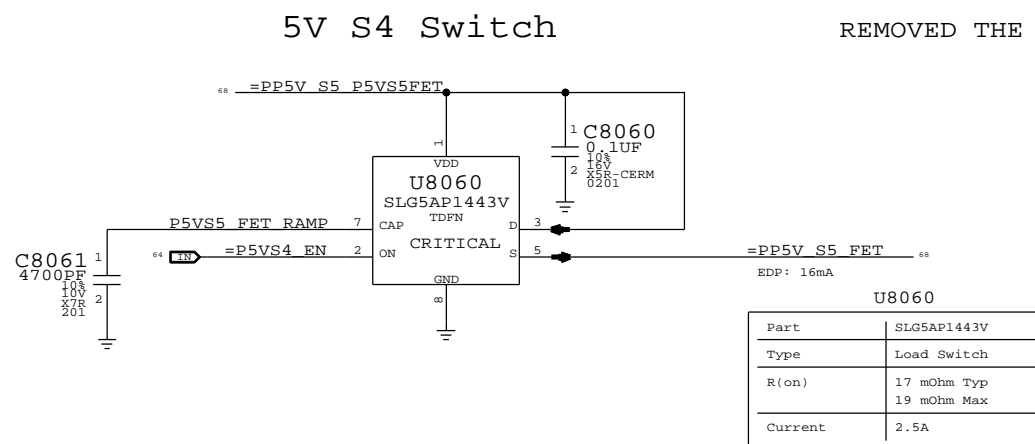 5V S4 Switch
REMOVED THE
68
=PP5V_S5_P5VS5FET
1
C8060
0.1UF
10%
16V
X5R-CERM
0201
2
1
VDD
U8060
SLG5AP1443V
TDFN
CRITICAL
P5VS5_FET_RAMP
7
CAP
D
3
64
IN
=P5VS4_EN
2
ON
S
5
=PP5V_S5_FET
68
EDP: 16mA
GND
8
C8061
1
4700PF
10%
10V
X7R
201
2
U8060
Part SLG5AP1443V
Type Load Switch
R(on) 17 mOhm Typ
19 mOhm Max
Current 2.5A